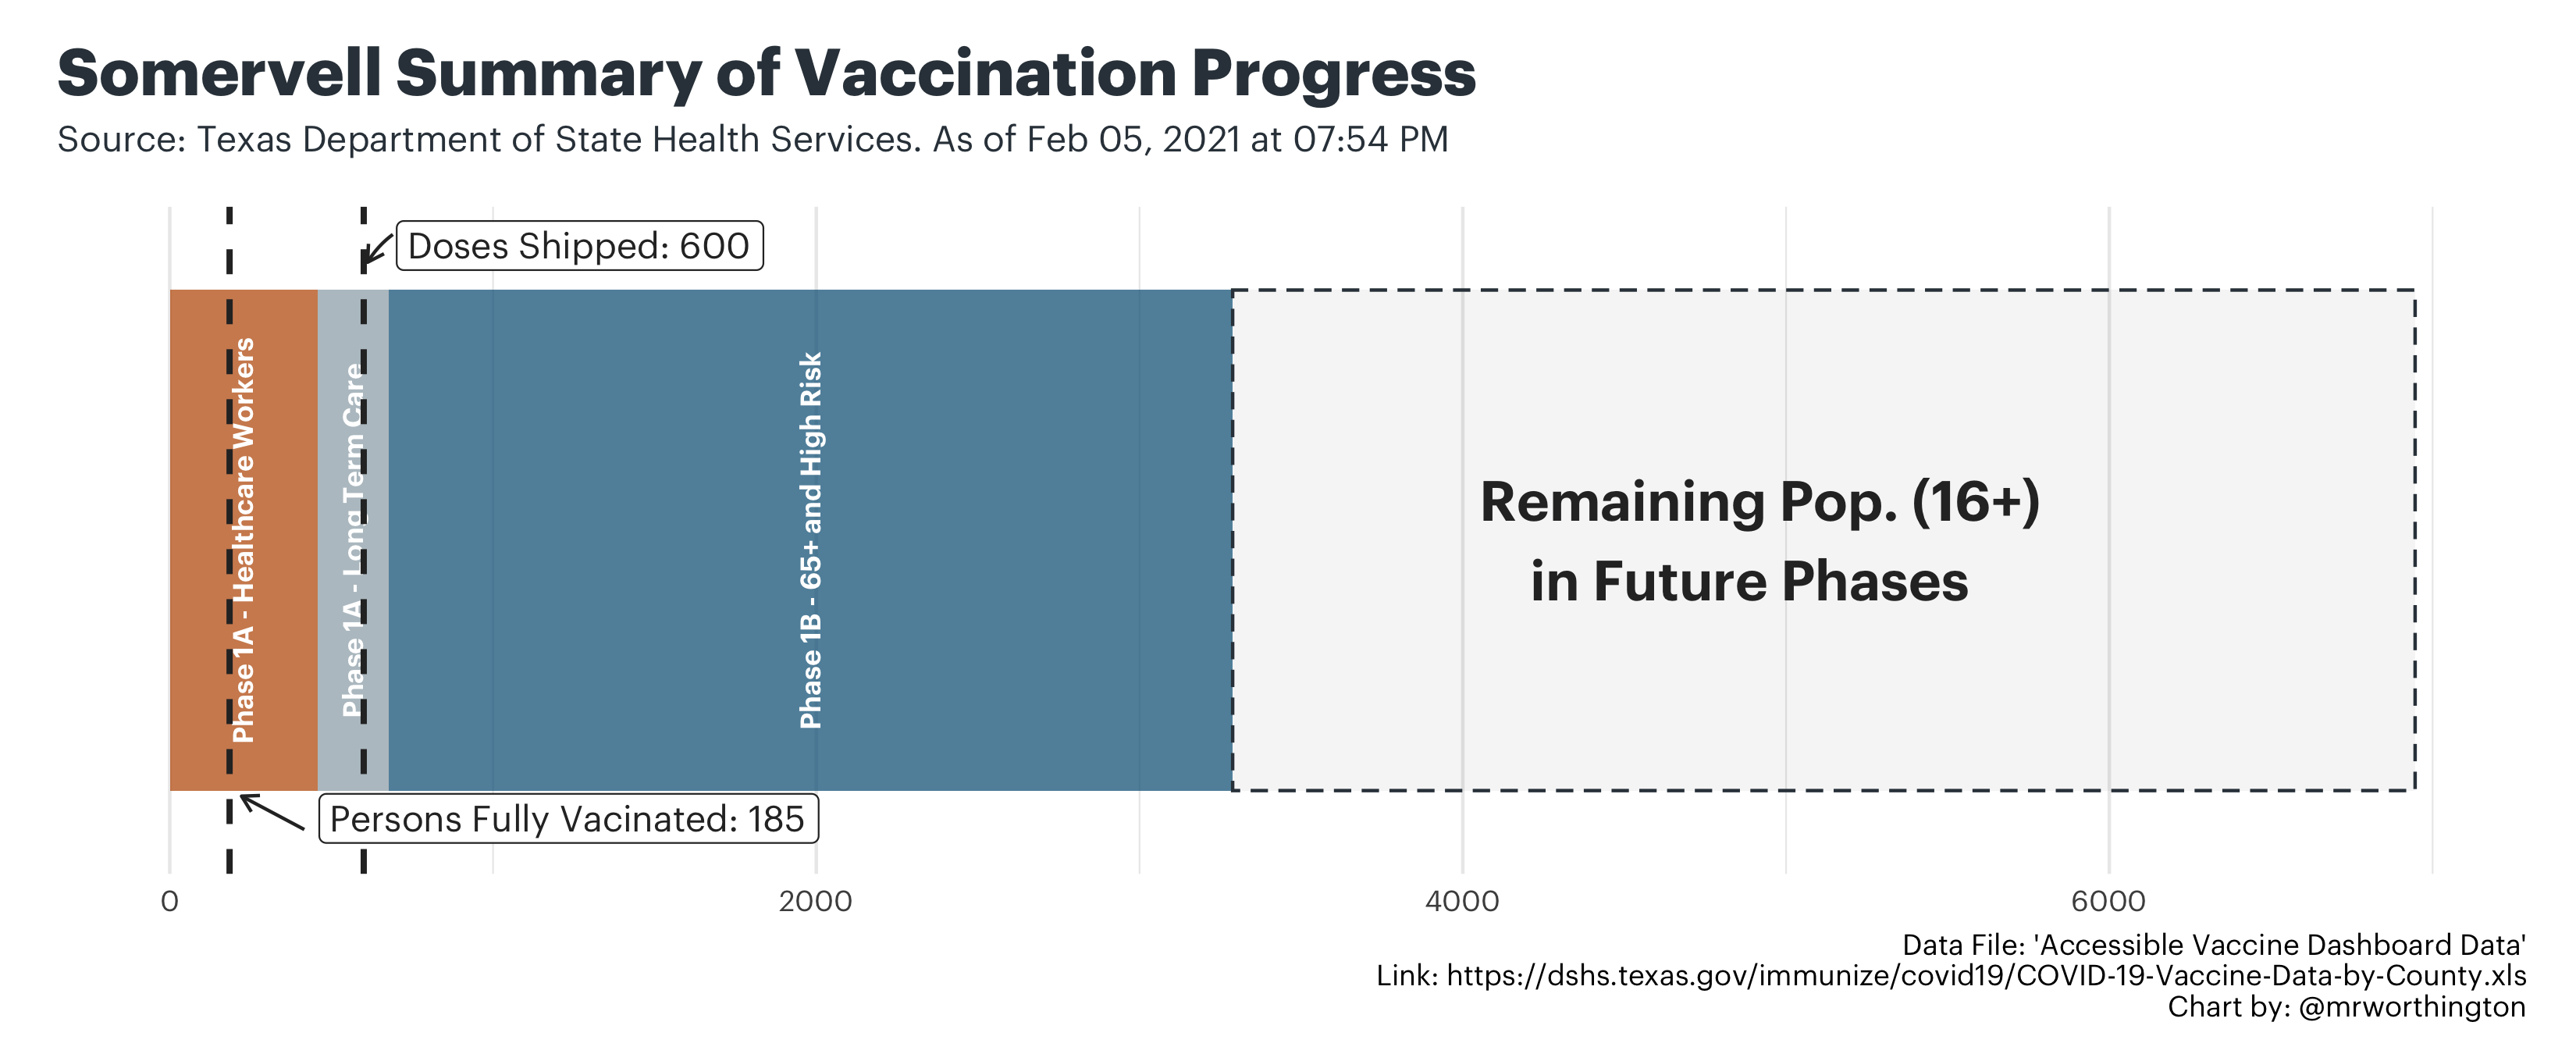 Somervell Summary of Vaccination Progress
Source: Texas Department of State Health Services. As of Feb 05, 2021 at 07:54 PM
Doses Shipped: 600
Phase 1A - Healthcare Workers
Phase 1A - Long Term Care
Phase 1B - 65+ and High Risk
Remaining Pop. (16+)
in Future Phases
Persons Fully Vacinated: 185
0
2000
4000
6000
Data File: 'Accessible Vaccine Dashboard Data'
Link: https://dshs.texas.gov/immunize/covid19/COVID-19-Vaccine-Data-by-County.xls
Chart by: @mrworthington